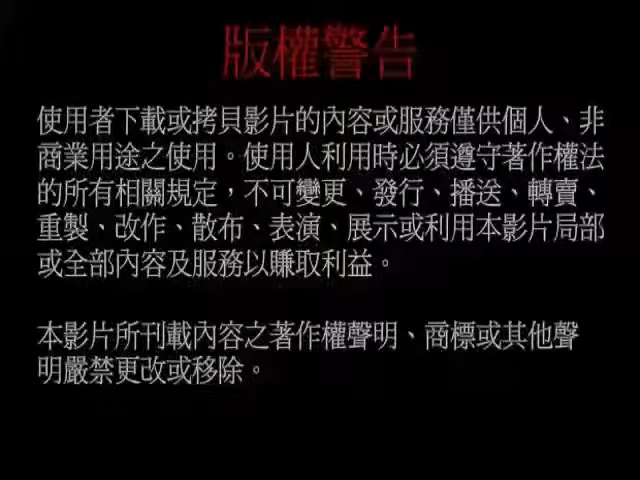 版權警告
使用者下載或拷貝影片的內容或服務僅供個人、非
商業用途之使用。使用人利用時必須遵守著作權法
的所有相關規定，不可變更、發行、播送、轉賣、
重製、改作、散布、表演、展示或利用本影片局部
或全部內容及服務以賺取利益。
本影片所刊載內容之著作權聲明、商標或其他聲
明嚴禁更改或移除。